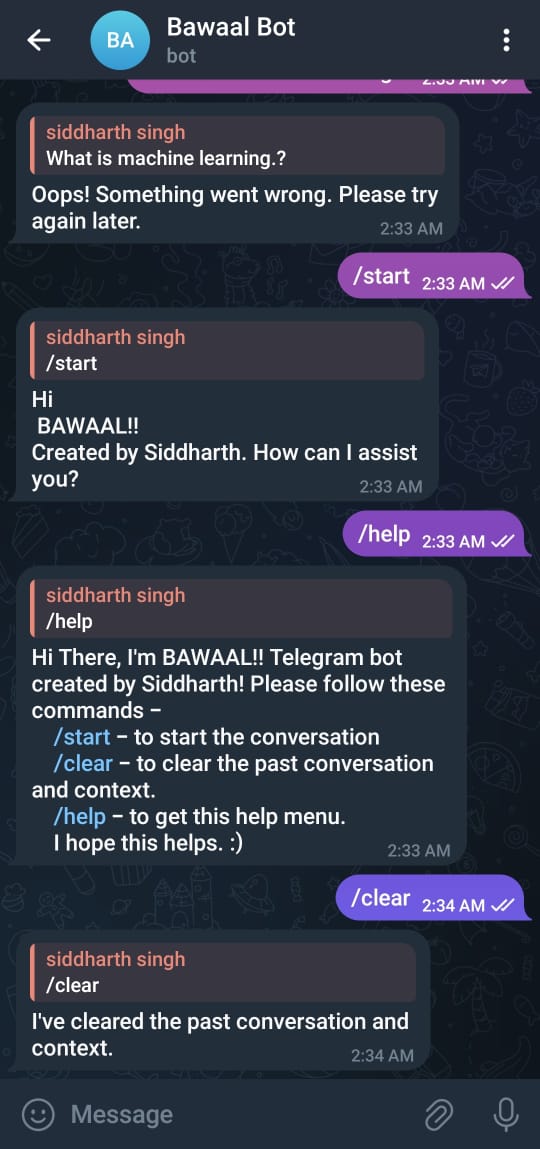 Bawaal Bot
BA
bot
2:33 AM
siddharth singh
What is machine learning.?
Oops! Something went wrong. Please try
again later.
2:33 AM
/start 2:33 AM
siddharth singh
/start
Hi
BAWAAL!!
Created by Siddharth. How can I assist
you?
2:33 AM
/help 2:33 AM
siddharth singh
/help
Hi There, I'm BAWAAL!! Telegram bot
created by Siddharth! Please follow these
commands –
/start – to start the conversation
/clear – to clear the past conversation
and context.
/help – to get this help menu.
I hope this helps. :)
2:33 AM
/clear 2:34 AM
siddharth singh
/clear
I've cleared the past conversation and
context.
2:34 AM
Message